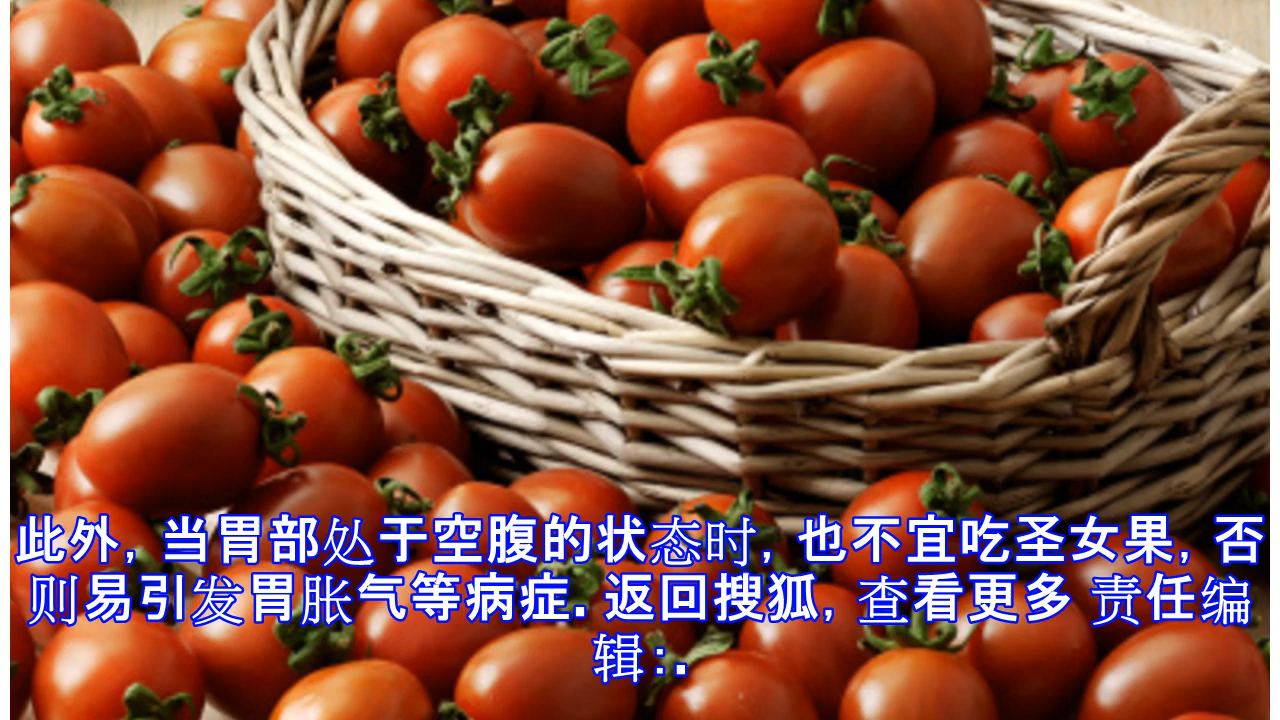 此外, 当胃部处于空腹的状态时, 也不宜吃圣女果, 否
则易引发胃胀气等病症. 返回搜狐, 查看更多 责任编
辑:.